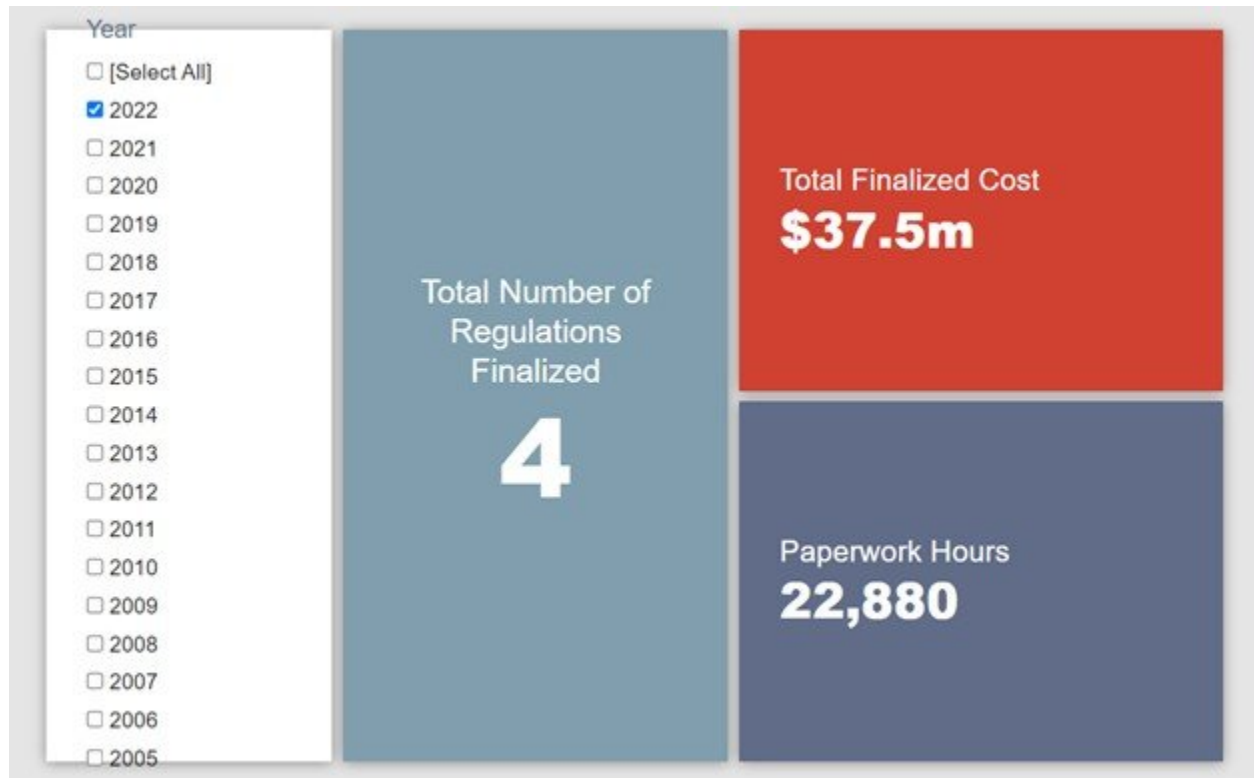 Year
[Select All]
2022
2021
2020
2019
2018
2017
2016
2015
2014
2013
2012
2011
2010
2009
2008
2007
2006
2005
Total Number of
Regulations
Finalized
4
Total Finalized Cost
$37.5m
Paperwork Hours
22,880